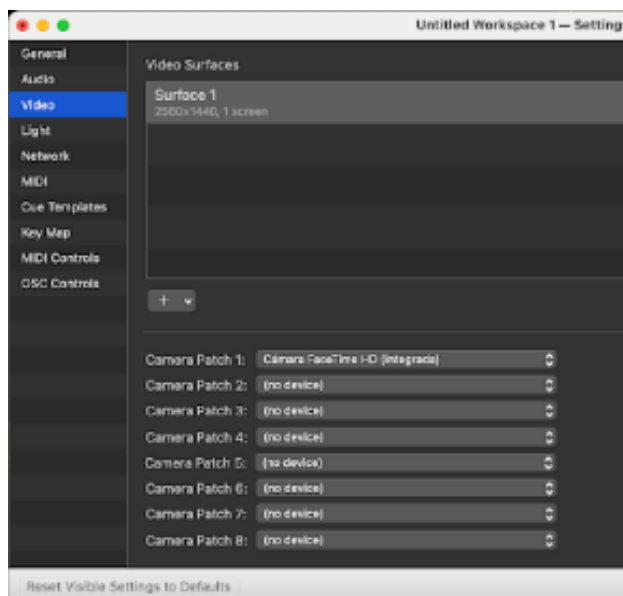 Untitled Workspace 1 — Setting
General
Audio
Video
Light
Network
MIDI
Cue Templates
Key Map
MIDI Controls
OSC Controls
Video Surfaces
Surface 1
2560×1440, 1 screen
Camera Patch 1: Cámara FaceTime HD (integrada)
Camera Patch 2: (no device)
Camera Patch 3: (no device)
Camera Patch 4: (no device)
Camera Patch 5: (no device)
Camera Patch 6: (no device)
Camera Patch 7: (no device)
Camera Patch 8: (no device)
Reset Visible Settings to Defaults